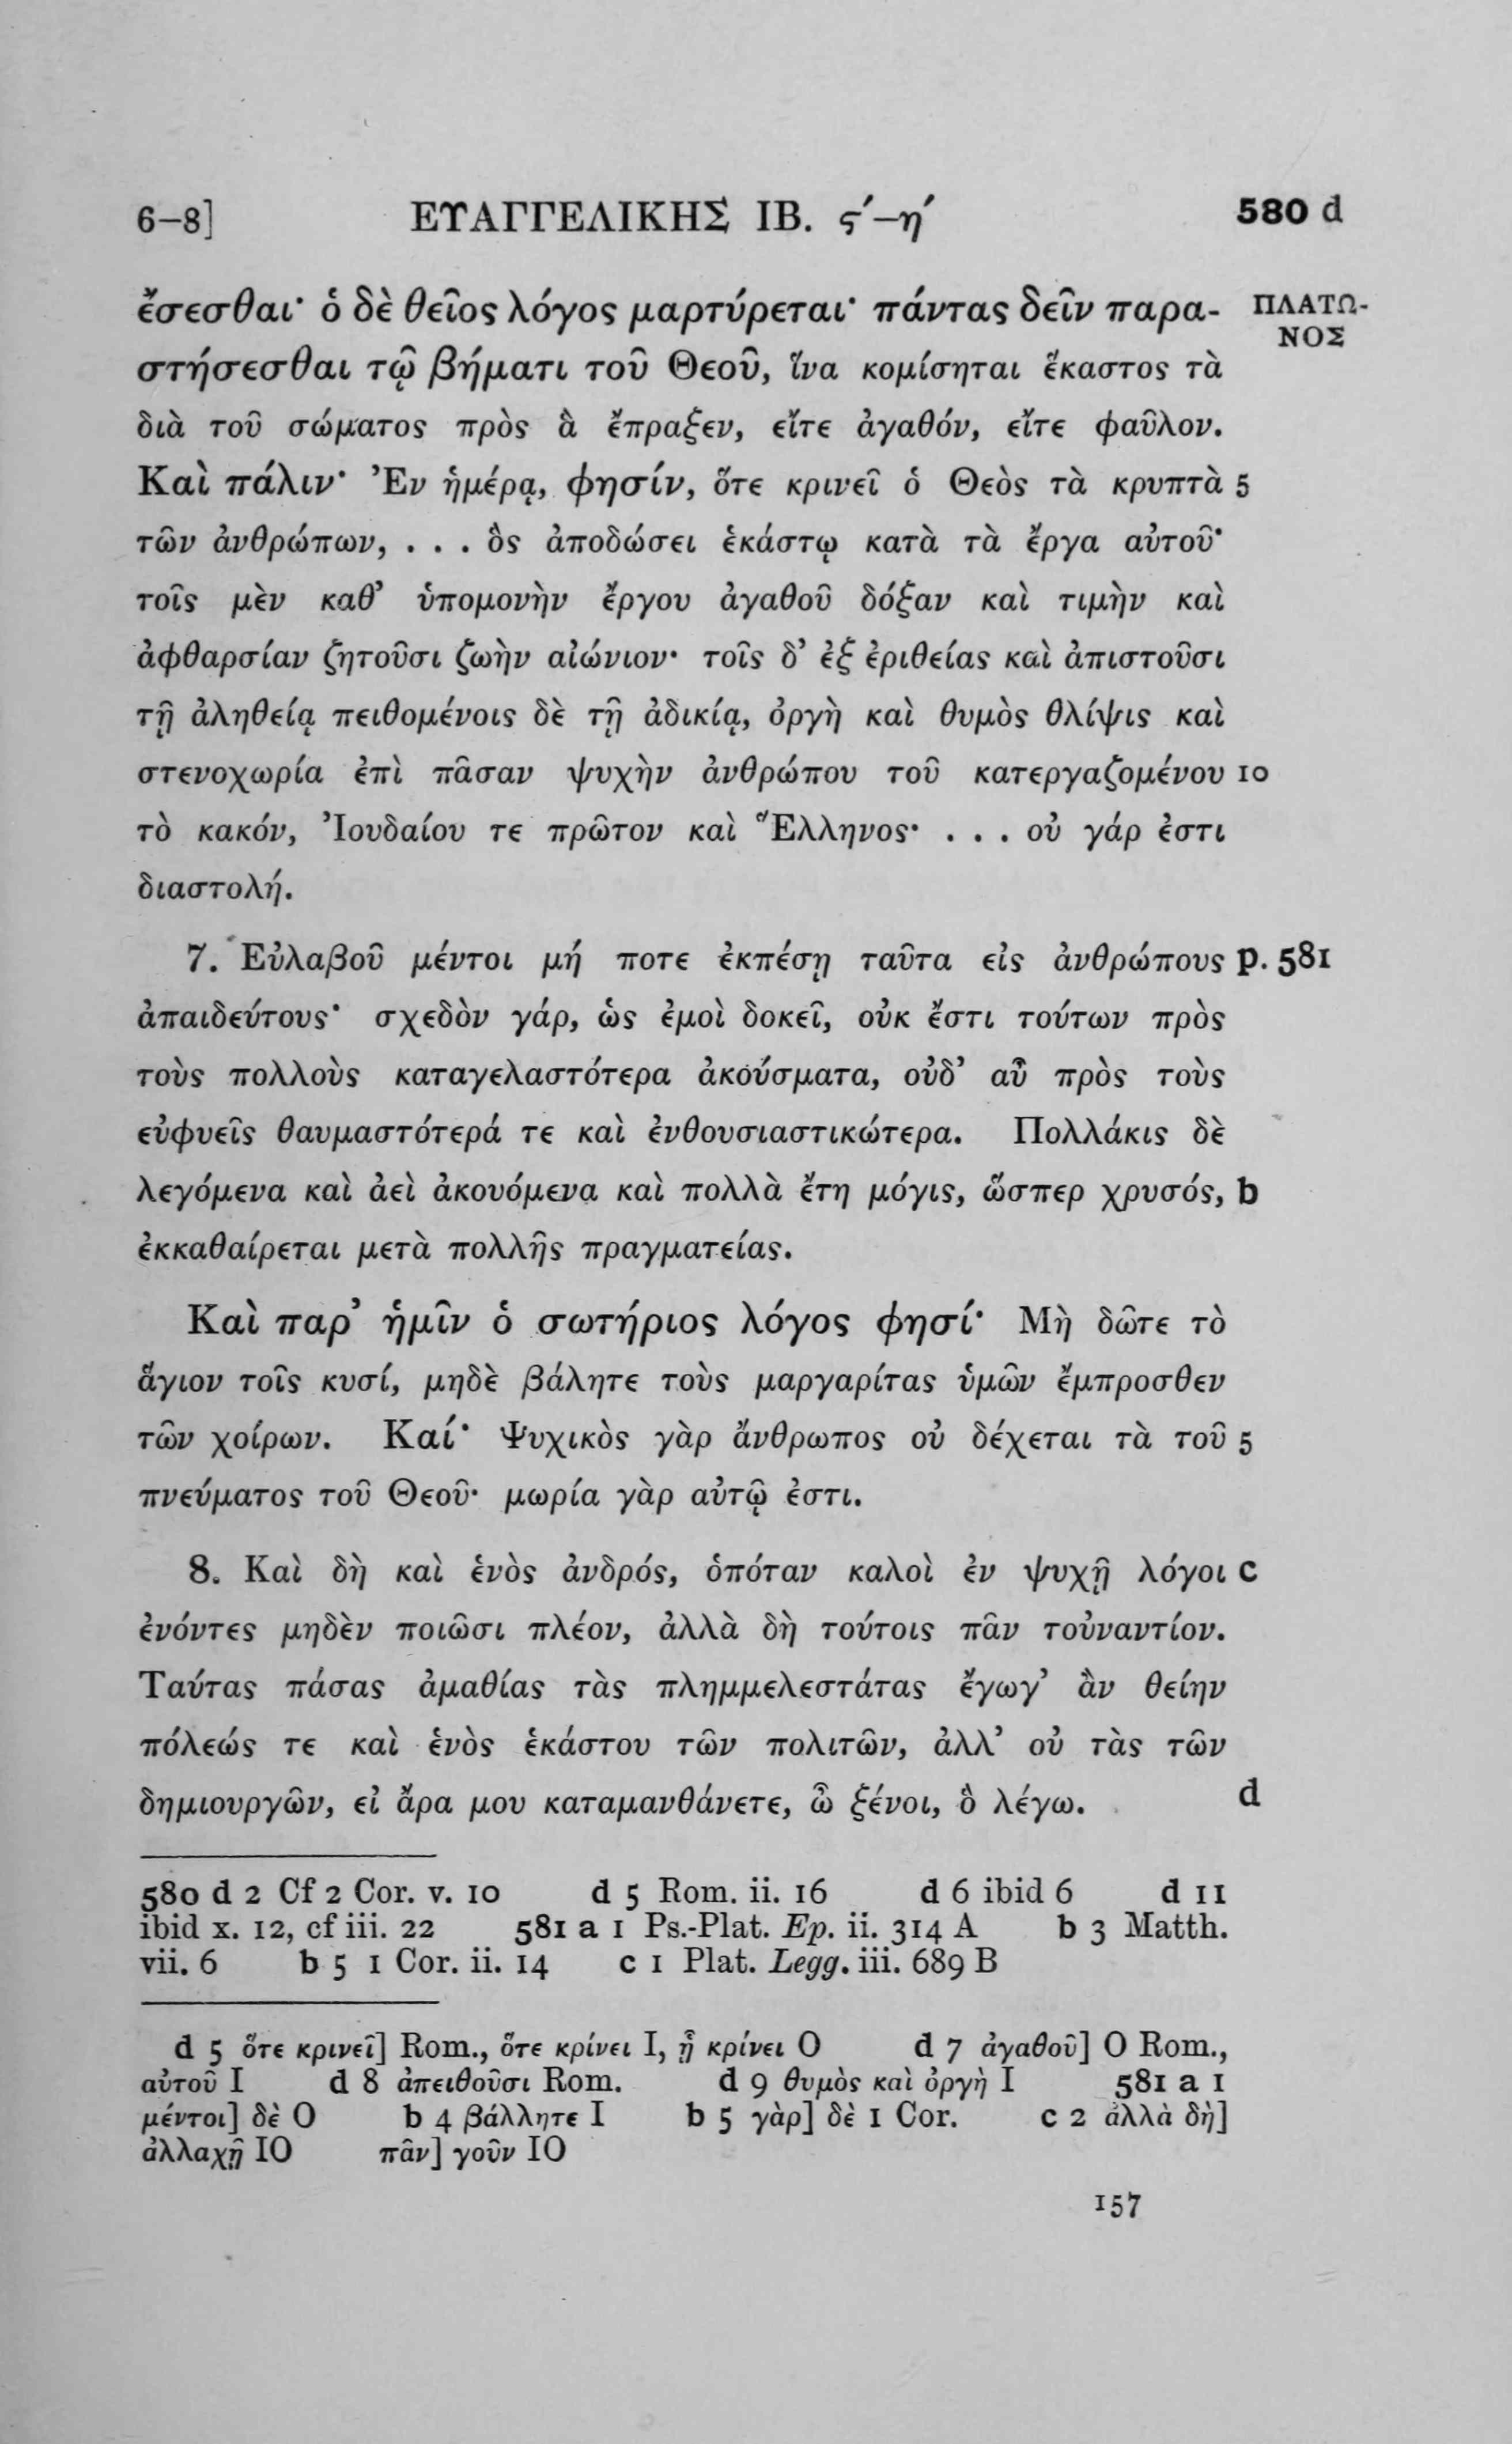 6–8] ΕΥΑΓΓΕΛΙΚΗΣ ΙΒ. ϛ´–η´ 580 d
ἔσεσθαι· ὁ δὲ θεῖος λόγος μαρτύρεται· πάντας δεῖν παρα- ΠΛΑΤΩ-
ΝΟΣ
στήσεσθαι τῷ βήματι τοῦ Θεοῦ, ἵνα κομίσηται ἕκαστος τὰ
διὰ τοῦ σώματος πρὸς ἃ ἔπραξεν, εἴτε ἀγαθόν, εἴτε φαῦλον.
Καὶ πάλιν· Ἐν ἡμέρᾳ, φησίν, ὅτε κρινεῖ ὁ Θεὸς τὰ κρυπτὰ 5
τῶν ἀνθρώπων, . . . ὃς ἀποδώσει ἑκάστῳ κατὰ τὰ ἔργα αὐτοῦ·
τοῖς μὲν καθ’ ὑπομονὴν ἔργου ἀγαθοῦ δόξαν καὶ τιμὴν καὶ
ἀφθαρσίαν ζητοῦσι ζωὴν αἰώνιον· τοῖς δ’ ἐξ ἐριθείας καὶ ἀπιστοῦσι
τῇ ἀληθείᾳ πειθομένοις δὲ τῇ ἀδικίᾳ, ὀργὴ καὶ θυμὸς θλίψις καὶ
στενοχωρία ἐπὶ πᾶσαν ψυχὴν ἀνθρώπου τοῦ κατεργαζομένου 10
τὸ κακόν, Ἰουδαίου τε πρῶτον καὶ Ἕλληνος· . . . οὐ γάρ ἐστι
διαστολή.
7. Εὐλαβοῦ μέντοι μή ποτε ἐκπέσῃ ταῦτα εἰς ἀνθρώπους p. 581
ἀπαιδεύτους· σχεδὸν γάρ, ὡς ἐμοὶ δοκεῖ, οὐκ ἔστι τούτων πρὸς
τοὺς πολλοὺς καταγελαστότερα ἀκούσματα, οὐδ’ αὖ πρὸς τοὺς
εὐφυεῖς θαυμαστότερά τε καὶ ἐνθουσιαστικώτερα. Πολλάκις δὲ
λεγόμενα καὶ ἀεὶ ἀκουόμενα καὶ πολλὰ ἔτη μόγις, ὥσπερ χρυσός, b
ἐκκαθαίρεται μετὰ πολλῆς πραγματείας.
Καὶ παρ’ ἡμῖν ὁ σωτήριος λόγος φησί· Μὴ δῶτε τὸ
ἅγιον τοῖς κυσί, μηδὲ βάλητε τοὺς μαργαρίτας ὑμῶν ἔμπροσθεν
τῶν χοίρων. Καί· Ψυχικὸς γὰρ ἄνθρωπος οὐ δέχεται τὰ τοῦ 5
πνεύματος τοῦ Θεοῦ· μωρία γὰρ αὐτῷ ἐστι.
8. Καὶ δὴ καὶ ἑνὸς ἀνδρός, ὁπόταν καλοὶ ἐν ψυχῇ λόγοι c
ἐνόντες μηδὲν ποιῶσι πλέον, ἀλλὰ δὴ τούτοις πᾶν τοὐναντίον.
Ταύτας πάσας ἀμαθίας τὰς πλημμελεστάτας ἔγωγ’ ἂν θείην
πόλεώς τε καὶ ἑνὸς ἑκάστου τῶν πολιτῶν, ἀλλ’ οὐ τὰς τῶν
δημιουργῶν, εἰ ἄρα μου καταμανθάνετε, ὦ ξένοι, ὃ λέγω. d
580 d 2 Cf 2 Cor. v. 10 d 5 Rom. ii. 16 d 6 ibid 6 d 11
ibid x. 12, cf iii. 22 581 a 1 Ps.-Plat. Ep. ii. 314 A b 3 Matth.
vii. 6 b 5 1 Cor. ii. 14 c 1 Plat. Legg. iii. 689 B
d 5 ὅτε κρινεῖ] Rom., ὅτε κρίνει I, ᾗ κρίνει O d 7 ἀγαθοῦ] O Rom.,
αὐτοῦ I d 8 ἀπειθοῦσι Rom. d 9 θυμὸς καὶ ὀργὴ I 581 a 1
μέντοι] δὲ O b 4 βάλλητε I b 5 γὰρ] δὲ 1 Cor. c 2 ἀλλὰ δὴ]
ἀλλαχῇ IO πᾶν] γοῦν IO
157